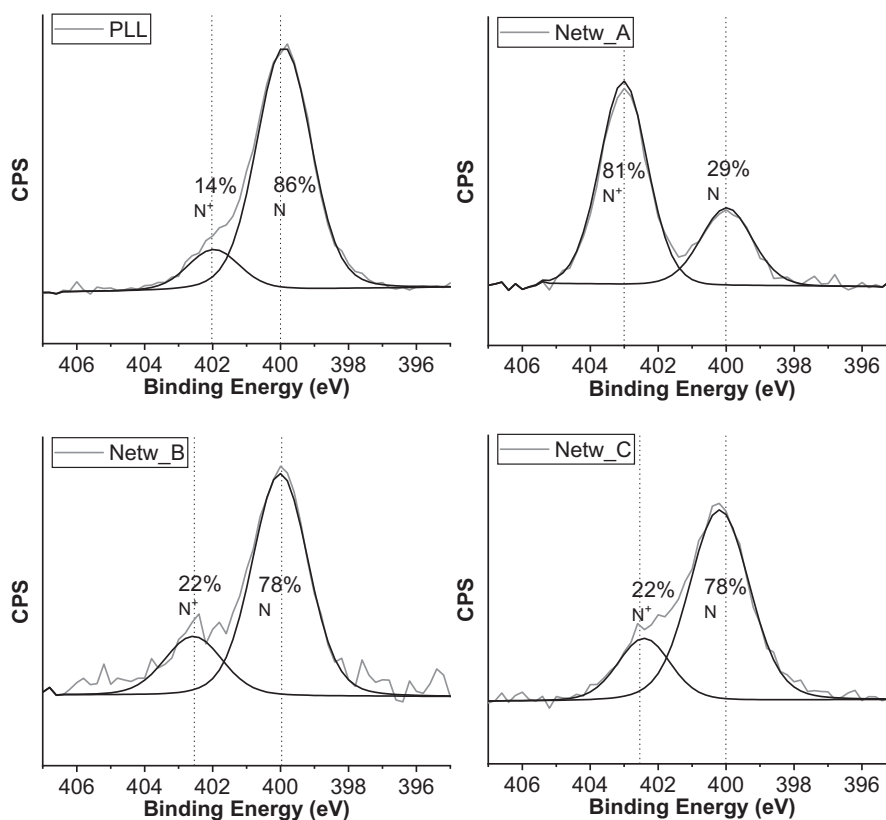 PLL
14%
N⁺
86%
N
CPS
406 404 402 400 398 396
Binding Energy (eV)
Netw_A
81%
N⁺
29%
N
CPS
406 404 402 400 398 396
Binding Energy (eV)
Netw_B
22%
N⁺
78%
N
CPS
406 404 402 400 398 396
Binding Energy (eV)
Netw_C
22%
N⁺
78%
N
CPS
406 404 402 400 398 396
Binding Energy (eV)